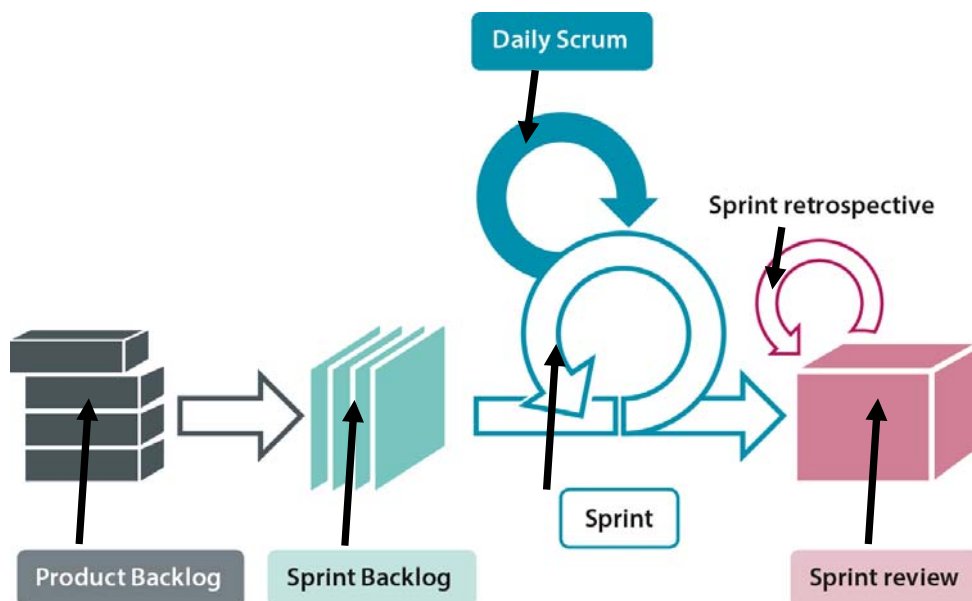 Daily Scrum
Sprint retrospective
Sprint
Product Backlog
Sprint Backlog
Sprint review